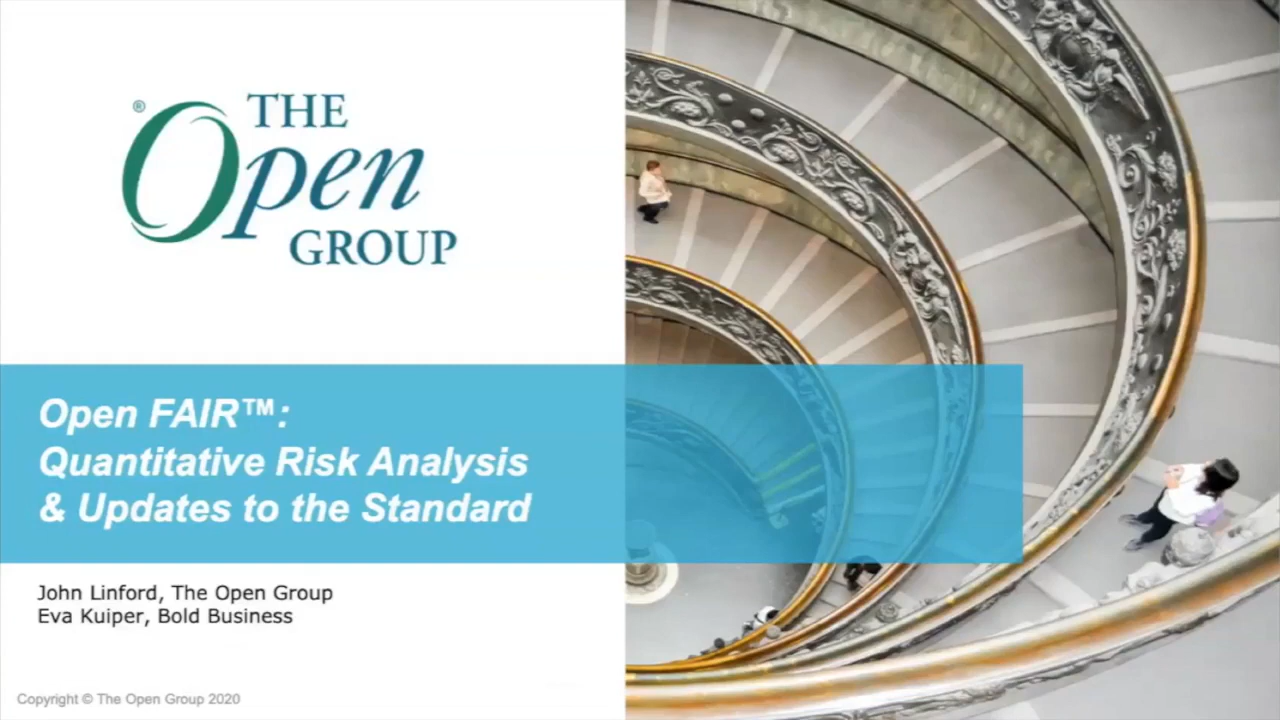 ®
THE
Open
GROUP
Open FAIR™:
Quantitative Risk Analysis
& Updates to the Standard
John Linford, The Open Group
Eva Kuiper, Bold Business
Copyright © The Open Group 2020